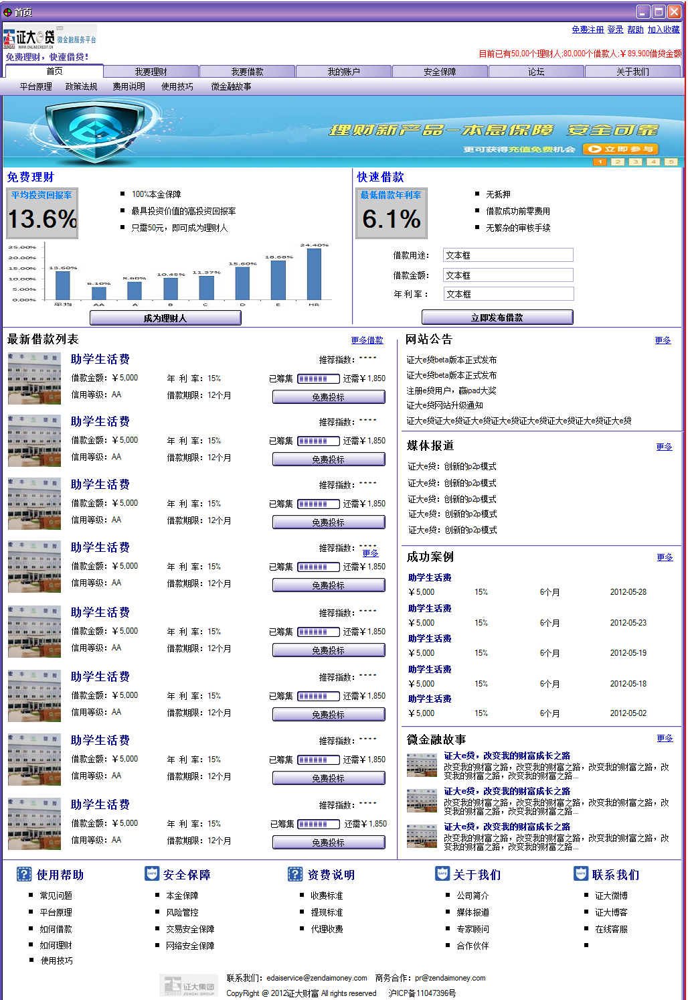 首页
证大e贷 微金融服务平台
ZENDAI WWW.ONLINECREDIT.CN
免费注册 登录 帮助 加入收藏
免费理财，快速借贷！
目前已有50,00个理财人;80,000个借款人;￥89,900借贷金额
首页 我要理财 我要借款 我的账户 安全保障 论坛 关于我们
平台原理 政策法规 费用说明 使用技巧 微金融故事
理财新产品—本息保障 安全可靠
更可获得充值免费机会 立即参与
1 2 3 4 5
免费理财
平均投资回报率
13.6%
100%本金保障
最具投资价值的高投资回报率
只需50元，即可成为理财人
25.00%
20.00%
15.00%
10.00%
5.00%
0.00%
13.60% 6.10% 8.60% 10.45% 11.37% 15.60% 18.68% 24.40%
平均 AA A B C D E HR
成为理财人
快速借款
最低借款年利率
6.1%
无抵押
借款成功前零费用
无繁杂的审核手续
借款用途： 文本框
借款金额： 文本框
年 利 率： 文本框
立即发布借款
最新借款列表 更多借款
助学生活费 推荐指数：****
借款金额：￥5,000 年 利 率：15% 已筹集 还需￥1,850
信用等级：AA 借款期限：12个月 免费投标
助学生活费 推荐指数：****
借款金额：￥5,000 年 利 率：15% 已筹集 还需￥1,850
信用等级：AA 借款期限：12个月 免费投标
助学生活费 推荐指数：****
借款金额：￥5,000 年 利 率：15% 已筹集 还需￥1,850
信用等级：AA 借款期限：12个月 免费投标
助学生活费 推荐指数：****
更多
借款金额：￥5,000 年 利 率：15% 已筹集 还需￥1,850
信用等级：AA 借款期限：12个月 免费投标
助学生活费 推荐指数：****
借款金额：￥5,000 年 利 率：15% 已筹集 还需￥1,850
信用等级：AA 借款期限：12个月 免费投标
助学生活费 推荐指数：****
借款金额：￥5,000 年 利 率：15% 已筹集 还需￥1,850
信用等级：AA 借款期限：12个月 免费投标
助学生活费 推荐指数：****
借款金额：￥5,000 年 利 率：15% 已筹集 还需￥1,850
信用等级：AA 借款期限：12个月 免费投标
助学生活费 推荐指数：****
借款金额：￥5,000 年 利 率：15% 已筹集 还需￥1,850
信用等级：AA 借款期限：12个月 免费投标
网站公告 更多
证大e贷beta版本正式发布
证大e贷beta版本正式发布
注册e贷用户，赢ipad大奖
证大e贷网站升级通知
证大e贷证大e贷证大e贷证大e贷证大e贷证大e贷证大e贷证大e贷
媒体报道 更多
证大e贷：创新的p2p模式
证大e贷：创新的p2p模式
证大e贷：创新的p2p模式
证大e贷：创新的p2p模式
证大e贷：创新的p2p模式
成功案例 更多
助学生活费
￥5,000 15% 6个月 2012-05-28
助学生活费
￥5,000 15% 6个月 2012-05-23
助学生活费
￥5,000 15% 6个月 2012-05-19
助学生活费
￥5,000 15% 6个月 2012-05-18
助学生活费
￥5,000 15% 6个月 2012-05-02
微金融故事 更多
证大e贷，改变我的财富成长之路
改变我的财富之路，改变我的财富之路，改变我的财富之路，改
变我的财富之路，改变我的财富之路...
证大e贷，改变我的财富成长之路
改变我的财富之路，改变我的财富之路，改变我的财富之路，改
变我的财富之路，改变我的财富之路...
证大e贷，改变我的财富成长之路
改变我的财富之路，改变我的财富之路，改变我的财富之路，改
变我的财富之路，改变我的财富之路...
使用帮助
常见问题
平台原理
如何借款
如何理财
使用技巧
安全保障
本金保障
风险管控
交易安全保障
网络安全保障
资费说明
收费标准
提现标准
代理收费
关于我们
公司简介
媒体报道
专家顾问
合作伙伴
联系我们
证大微博
证大博客
在线客服
证大集团
ZENDAI GROUP
联系我们：edaiservice@zendaimoney.com 商务合作：pr@zendaimoney.com
CopyRight @ 2012证大财富 All rights reserved 沪ICP备11047396号